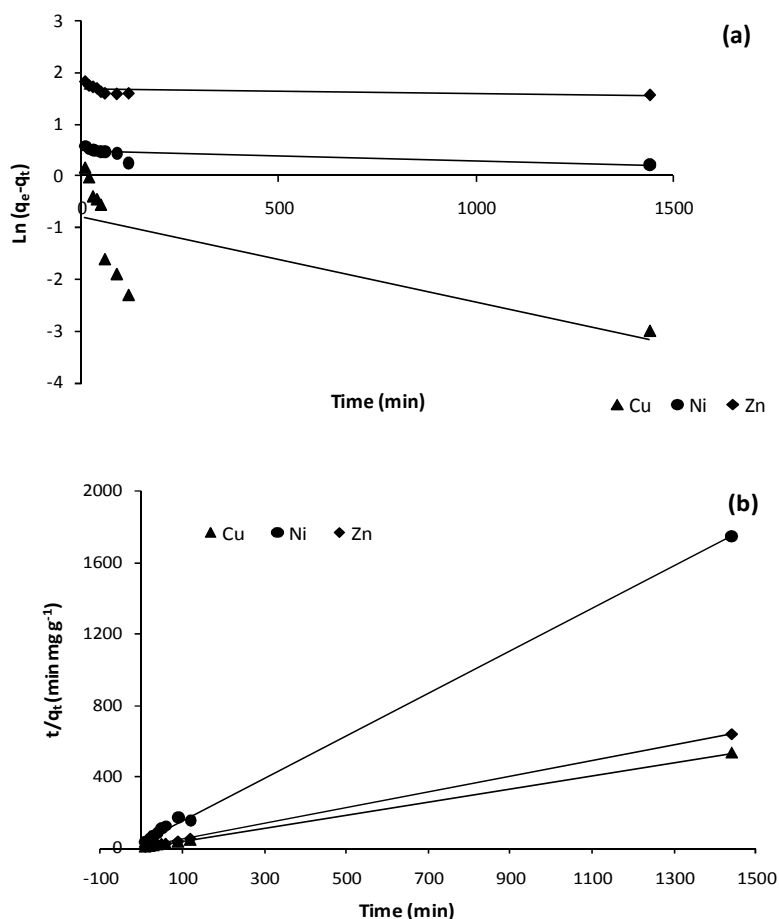 (a)
3
2
1
0
-1
-2
-3
-4
0 500 1000 1500
Ln (qe-qt)
Time (min)
Cu Ni Zn
(b)
2000
1600
1200
800
400
0
-100 100 300 500 700 900 1100 1300 1500
Cu Ni Zn
t/qt (min mg g⁻¹)
Time (min)